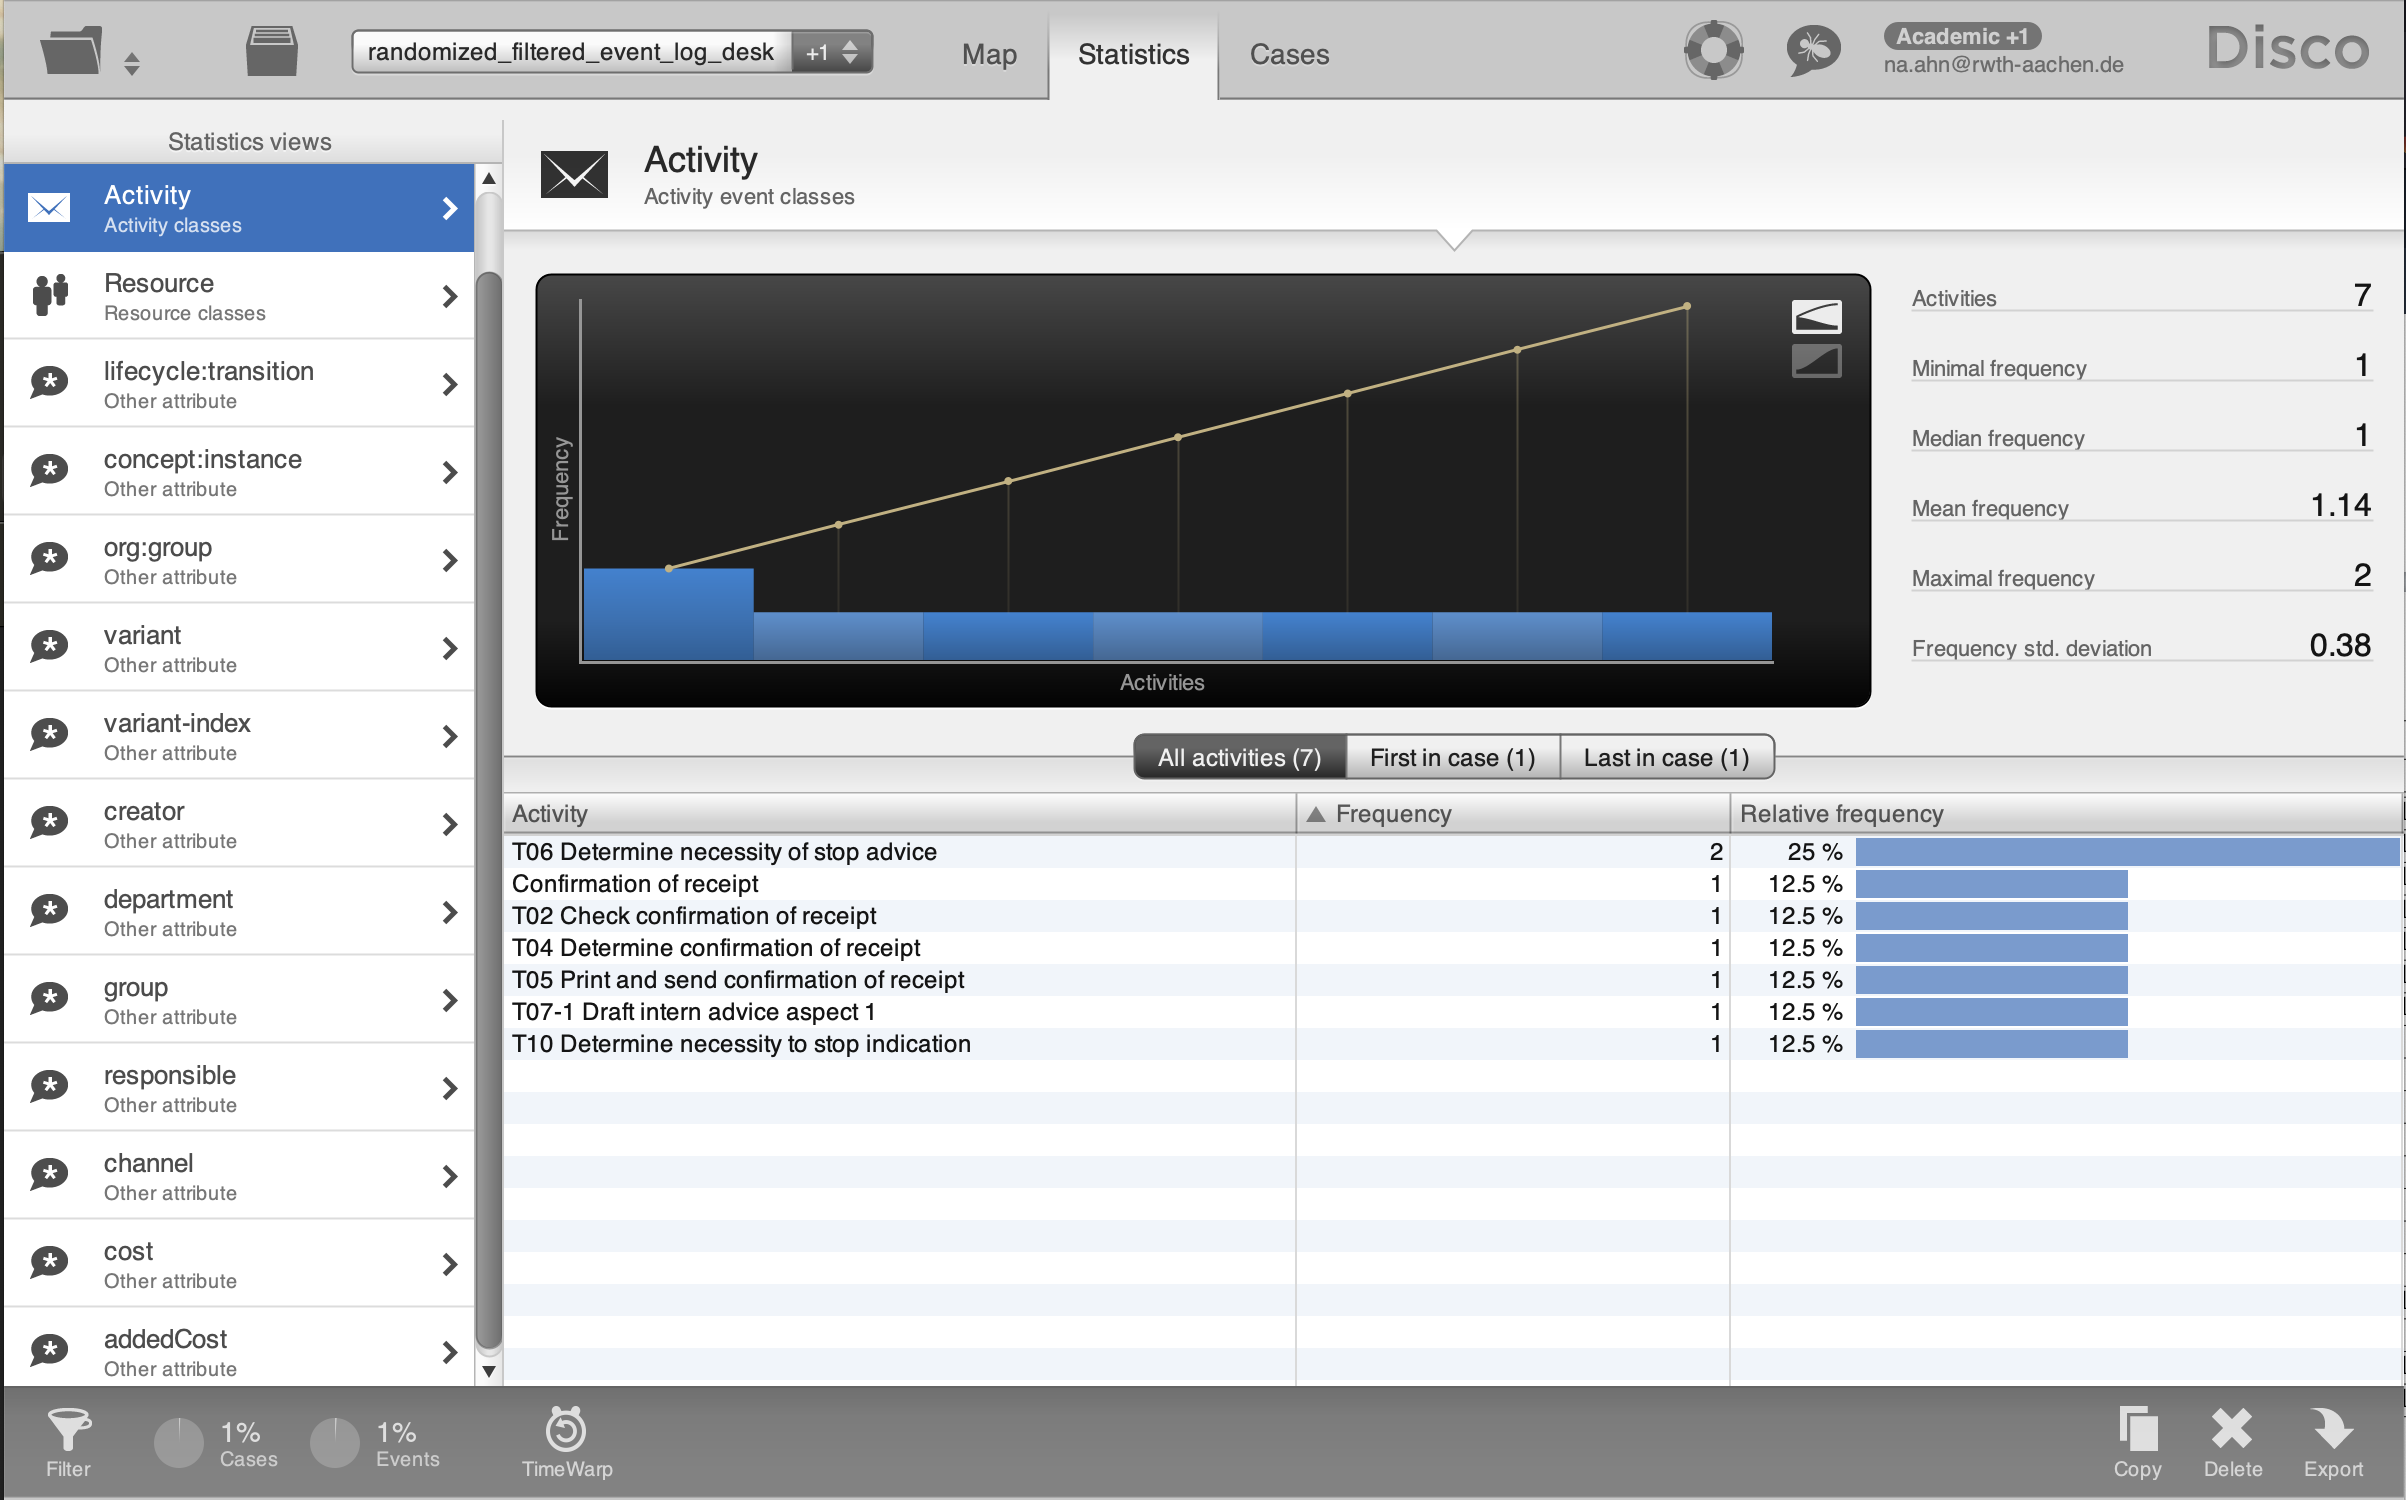 randomized_filtered_event_log_desk +1
Map
Statistics
Cases
Academic +1
na.ahn@rwth-aachen.de
Disco
Statistics views
Activity
Activity classes
Resource
Resource classes
lifecycle:transition
Other attribute
concept:instance
Other attribute
org:group
Other attribute
variant
Other attribute
variant-index
Other attribute
creator
Other attribute
department
Other attribute
group
Other attribute
responsible
Other attribute
channel
Other attribute
cost
Other attribute
addedCost
Other attribute
Activity
Activity event classes
Frequency
Activities
Activities 7
Minimal frequency 1
Median frequency 1
Mean frequency 1.14
Maximal frequency 2
Frequency std. deviation 0.38
All activities (7) First in case (1) Last in case (1)
Activity Frequency Relative frequency
T06 Determine necessity of stop advice 2 25 %
Confirmation of receipt 1 12.5 %
T02 Check confirmation of receipt 1 12.5 %
T04 Determine confirmation of receipt 1 12.5 %
T05 Print and send confirmation of receipt 1 12.5 %
T07-1 Draft intern advice aspect 1 1 12.5 %
T10 Determine necessity to stop indication 1 12.5 %
Filter
1%
Cases
1%
Events
TimeWarp
Copy
Delete
Export